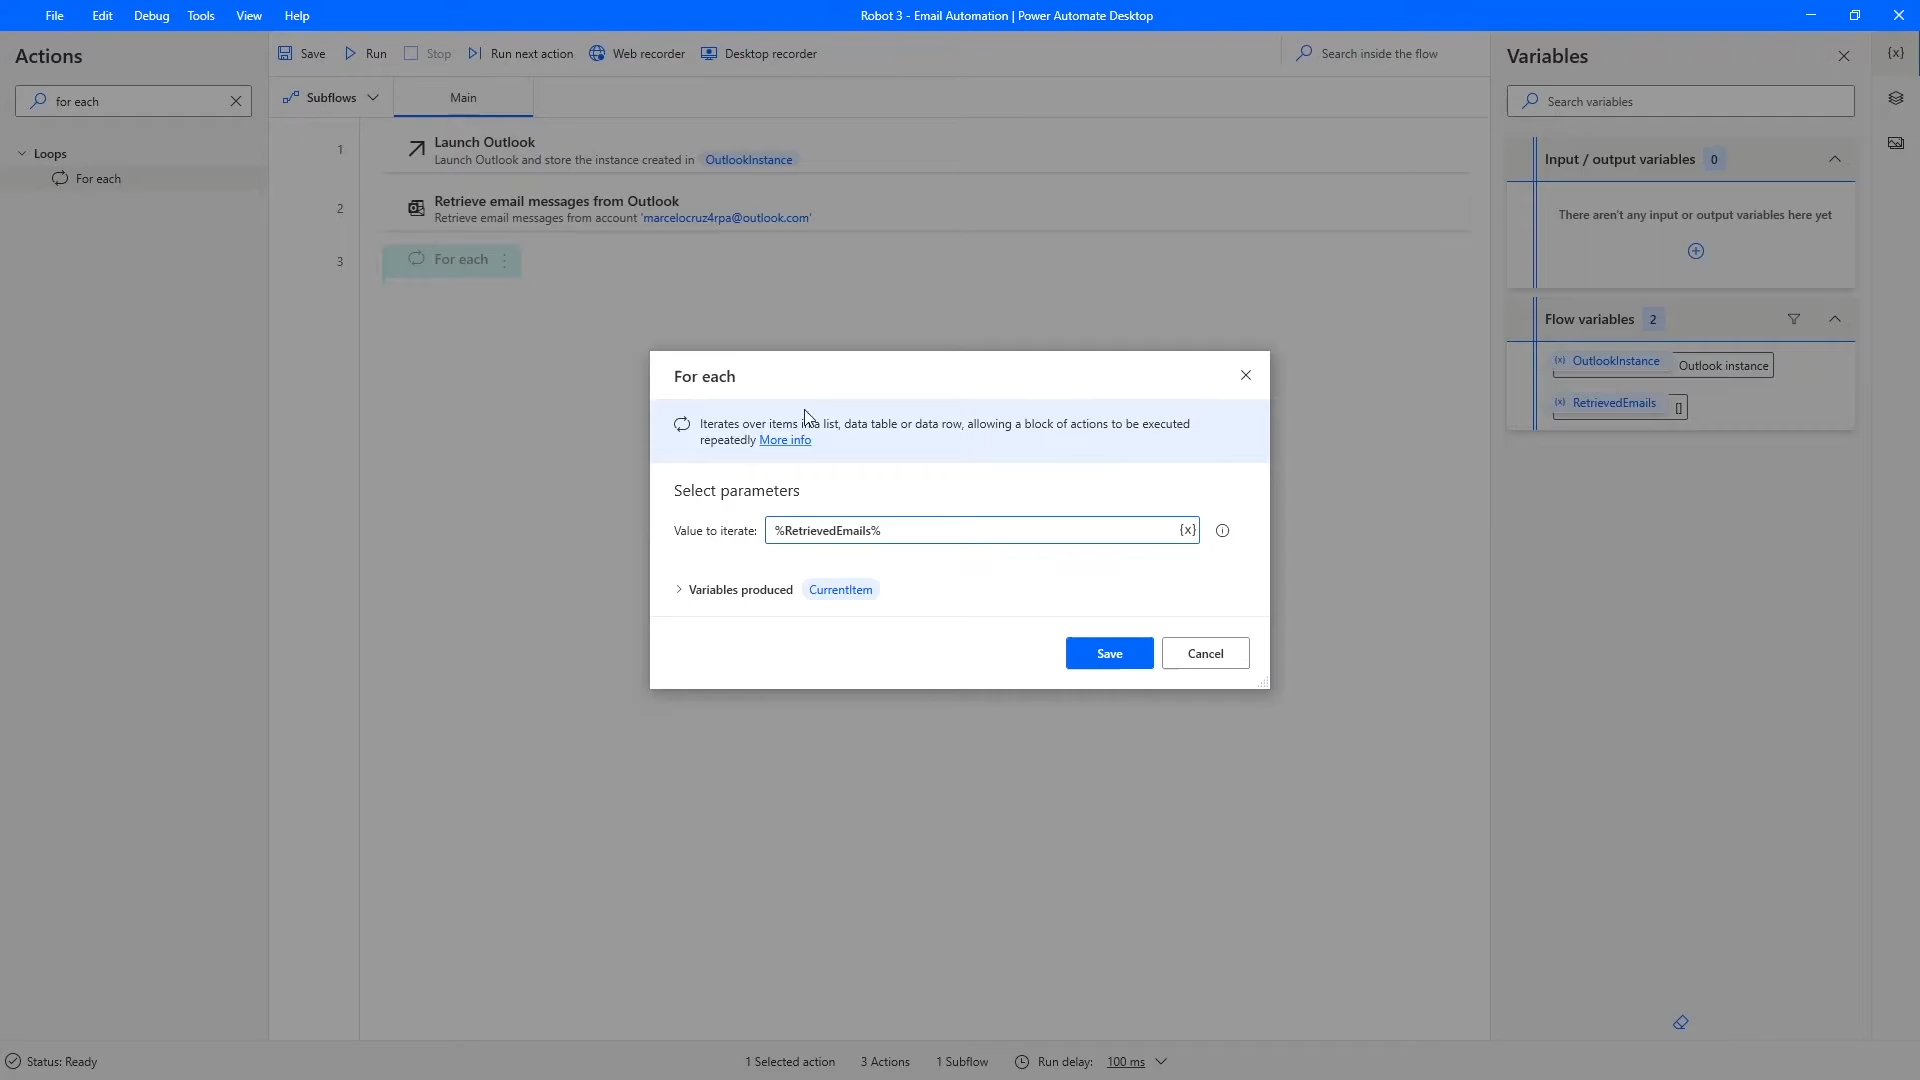 File Edit Debug Tools View Help
Robot 3 - Email Automation | Power Automate Desktop
Actions
for each
Loops
For each
Save Run Stop Run next action Web recorder Desktop recorder
Search inside the flow
Subflows Main
1
Launch Outlook
Launch Outlook and store the instance created in OutlookInstance
2
Retrieve email messages from Outlook
Retrieve email messages from account 'marcelocruz4rpa@outlook.com'
3
For each
For each
Iterates over items in a list, data table or data row, allowing a block of actions to be executed
repeatedly More info
Select parameters
Value to iterate: %RetrievedEmails% {x}
Variables produced CurrentItem
Save Cancel
Variables
{x}
Search variables
Input / output variables 0
There aren't any input or output variables here yet
Flow variables 2
(x) OutlookInstance Outlook instance
(x) RetrievedEmails []
Status: Ready
1 Selected action 3 Actions 1 Subflow Run delay: 100 ms